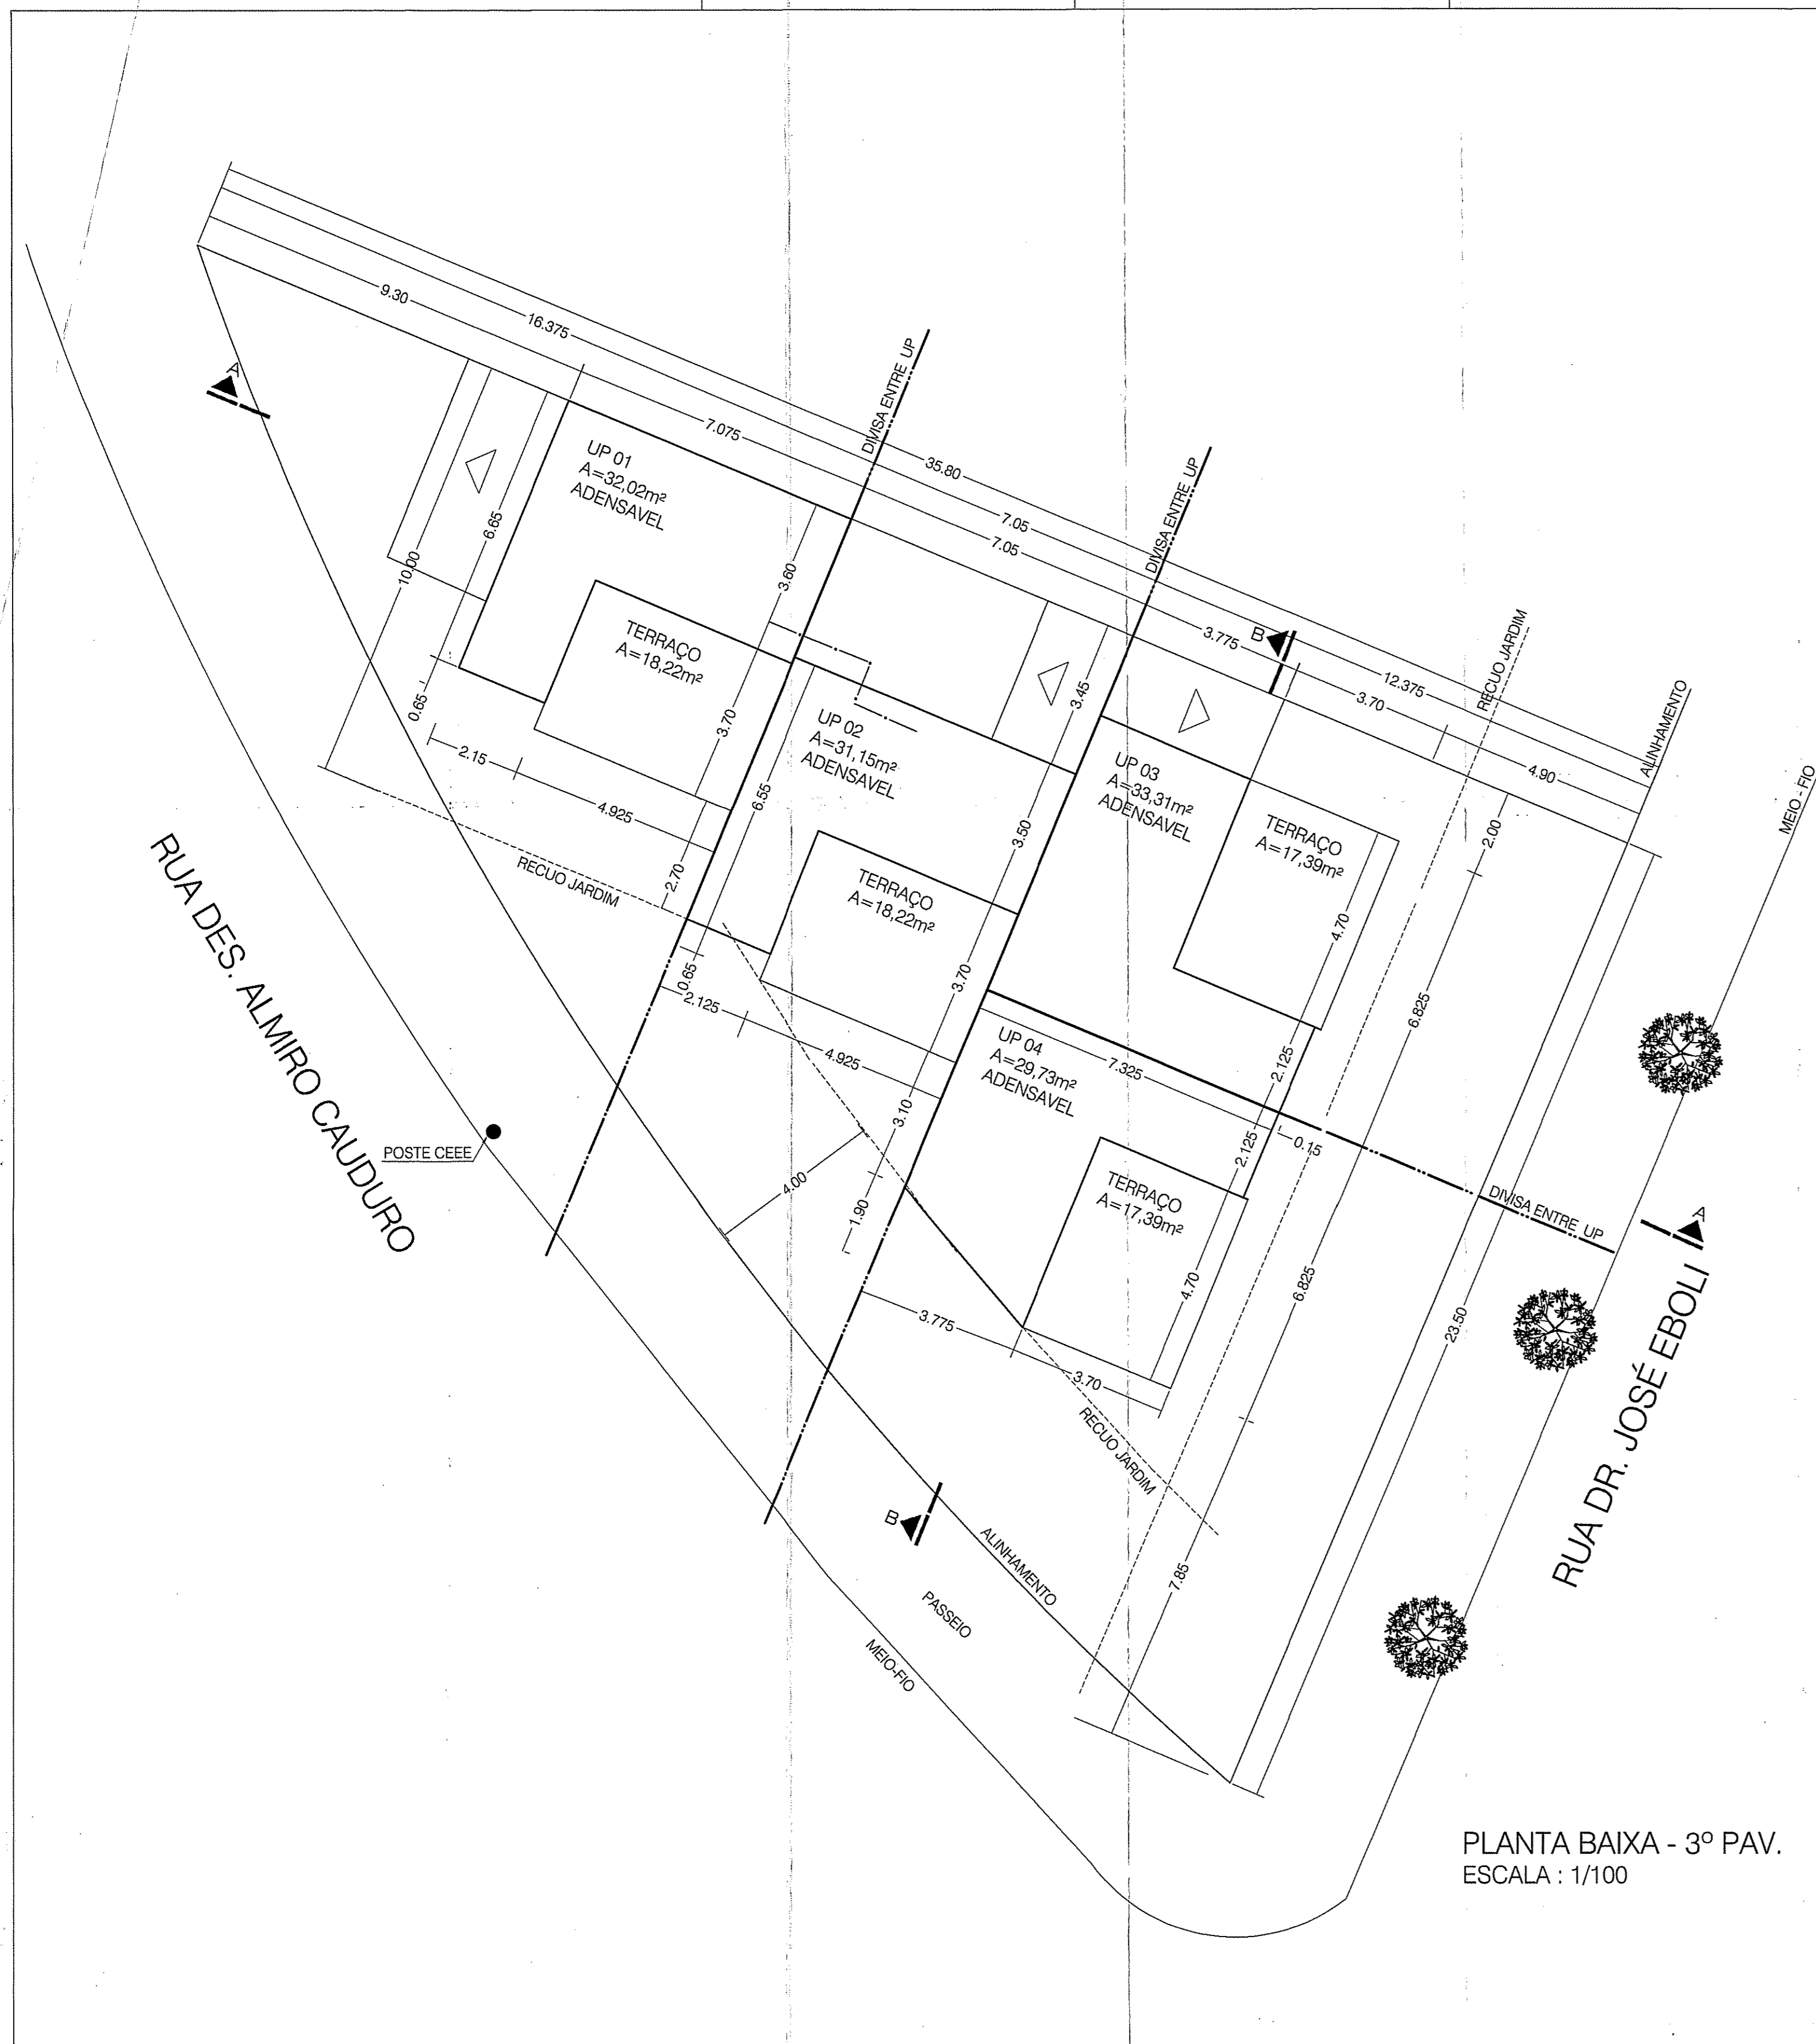 9.30
16.375
7.075
35.80
7.05
7.05
3.775
12.375
3.70
4.90
DIVISA ENTRE UP
DIVISA ENTRE UP
RECUO JARDIM
ALINHAMENTO
MEIO - FIO
A
B
UP 01
A=32,02m²
ADENSAVEL
6.65
10.00
3.60
TERRAÇO
A=18,22m²
0.65
3.70
2.15
4.925
2.70
RECUO JARDIM
UP 02
A=31,15m²
ADENSAVEL
6.55
3.45
3.50
TERRAÇO
A=18,22m²
3.70
0.65
2.125
4.925
UP 03
A=33,31m²
ADENSAVEL
TERRAÇO
A=17,39m²
4.70
2.00
6.825
2.125
UP 04
A=29,73m²
ADENSAVEL
7.325
3.10
2.125
0.15
1.90
4.00
TERRAÇO
A=17,39m²
4.70
6.825
3.775
3.70
RECUO JARDIM
7.85
23.50
DIVISA ENTRE UP
A
B
RUA DES. ALMIRO CAUDURO
POSTE CEEE
ALINHAMENTO
PASSEIO
MEIO-FIO
RUA DR. JOSÉ EBOLI
PLANTA BAIXA - 3º PAV.
ESCALA : 1/100